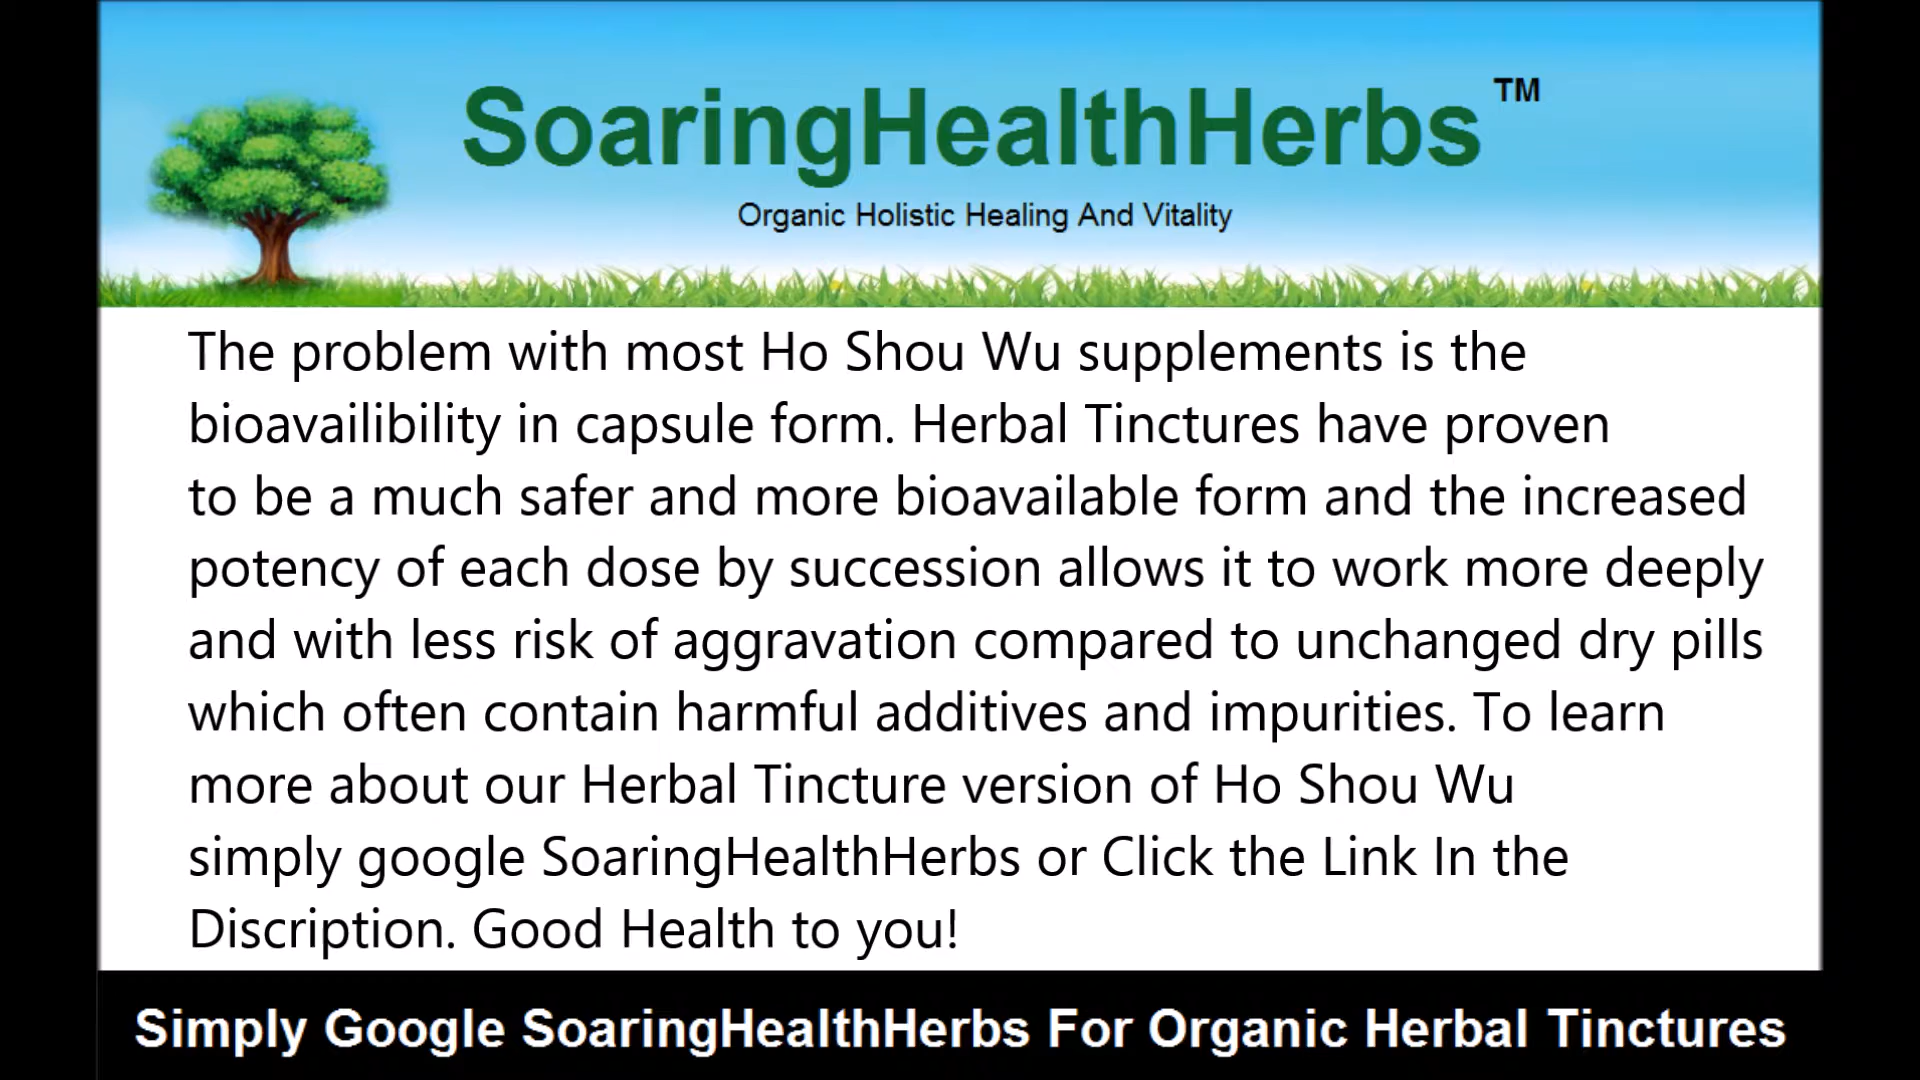 SoaringHealthHerbs™
Organic Holistic Healing And Vitality
The problem with most Ho Shou Wu supplements is the
bioavailibility in capsule form. Herbal Tinctures have proven
to be a much safer and more bioavailable form and the increased
potency of each dose by succession allows it to work more deeply
and with less risk of aggravation compared to unchanged dry pills
which often contain harmful additives and impurities. To learn
more about our Herbal Tincture version of Ho Shou Wu
simply google SoaringHealthHerbs or Click the Link In the
Discription. Good Health to you!
Simply Google SoaringHealthHerbs For Organic Herbal Tinctures